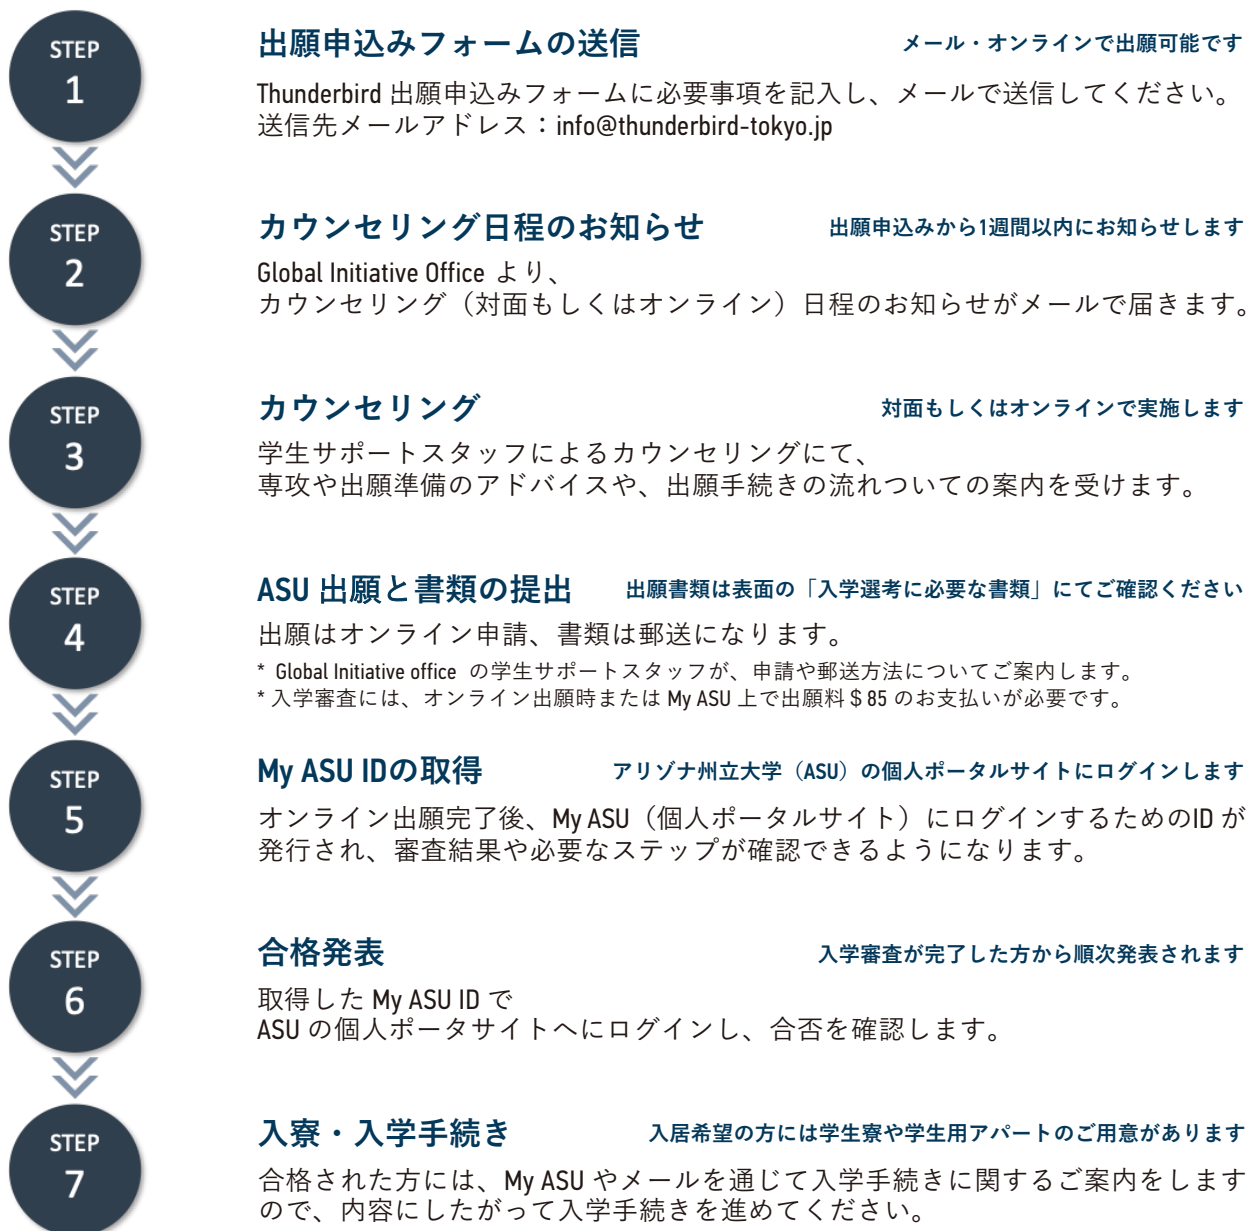 STEP
1
出願申込みフォームの送信
メール・オンラインで出願可能です
Thunderbird 出願申込みフォームに必要事項を記入し、メールで送信してください。
送信先メールアドレス：info@thunderbird-tokyo.jp
STEP
2
カウンセリング日程のお知らせ
出願申込みから1週間以内にお知らせします
Global Initiative Office より、
カウンセリング（対面もしくはオンライン）日程のお知らせがメールで届きます。
STEP
3
カウンセリング
対面もしくはオンラインで実施します
学生サポートスタッフによるカウンセリングにて、
専攻や出願準備のアドバイスや、出願手続きの流れついての案内を受けます。
STEP
4
ASU 出願と書類の提出
出願書類は表面の「入学選考に必要な書類」にてご確認ください
出願はオンライン申請、書類は郵送になります。
* Global Initiative office の学生サポートスタッフが、申請や郵送方法についてご案内します。
* 入学審査には、オンライン出願時または My ASU 上で出願料＄85 のお支払いが必要です。
STEP
5
My ASU IDの取得
アリゾナ州立大学（ASU）の個人ポータルサイトにログインします
オンライン出願完了後、My ASU（個人ポータルサイト）にログインするためのID が
発行され、審査結果や必要なステップが確認できるようになります。
STEP
6
合格発表
入学審査が完了した方から順次発表されます
取得した My ASU ID で
ASU の個人ポータサイトへにログインし、合否を確認します。
STEP
7
入寮・入学手続き
入居希望の方には学生寮や学生用アパートのご用意があります
合格された方には、My ASU やメールを通じて入学手続きに関するご案内をします
ので、内容にしたがって入学手続きを進めてください。